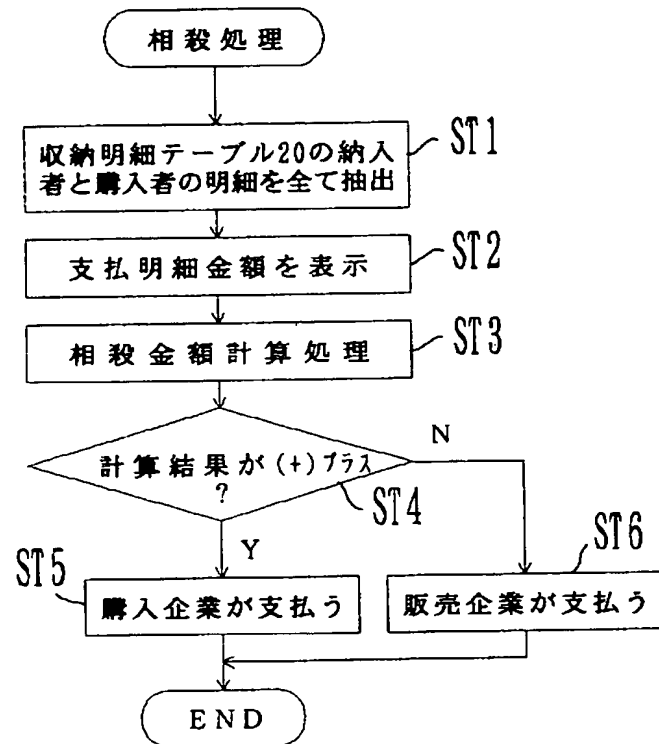 相殺処理
収納明細テーブル20の納入
者と購入者の明細を全て抽出
ST1
支払明細金額を表示
ST2
相殺金額計算処理
ST3
計算結果が(+)プラス
?
ST4
N
Y
ST5
購入企業が支払う
ST6
販売企業が支払う
END